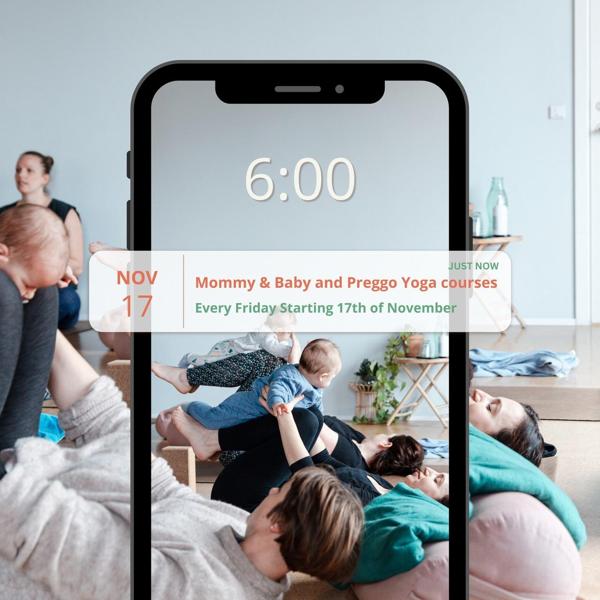 6:00
JUST NOW
NOV
17
Mommy & Baby and Preggo Yoga courses
Every Friday Starting 17th of November